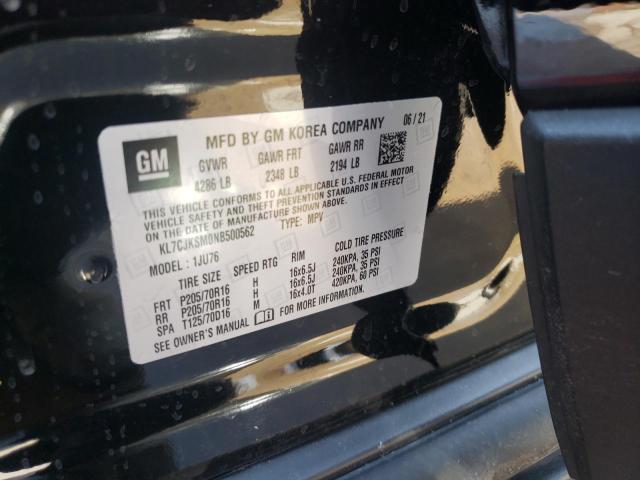 GM
MFD BY GM KOREA COMPANY 06/21
GVWR GAWR FRT GAWR RR
4286 LB 2348 LB 2194 LB
THIS VEHICLE CONFORMS TO ALL APPLICABLE U.S. FEDERAL MOTOR
VEHICLE SAFETY AND THEFT PREVENTION STANDARDS IN EFFECT
ON THE DATE OF MANUFACTURE SHOWN ABOVE.
KL7CJKSM0NB500562 TYPE: MPV
MODEL : 1JU76
TIRE SIZE SPEED RTG RIM COLD TIRE PRESSURE
FRT P205/70R16 H 16x6.5J 240KPA, 35 PSI
RR P205/70R16 H 16x6.5J 240KPA, 35 PSI
SPA T125/70D16 M 16x4.0T 420KPA, 60 PSI
SEE OWNER'S MANUAL FOR MORE INFORMATION.